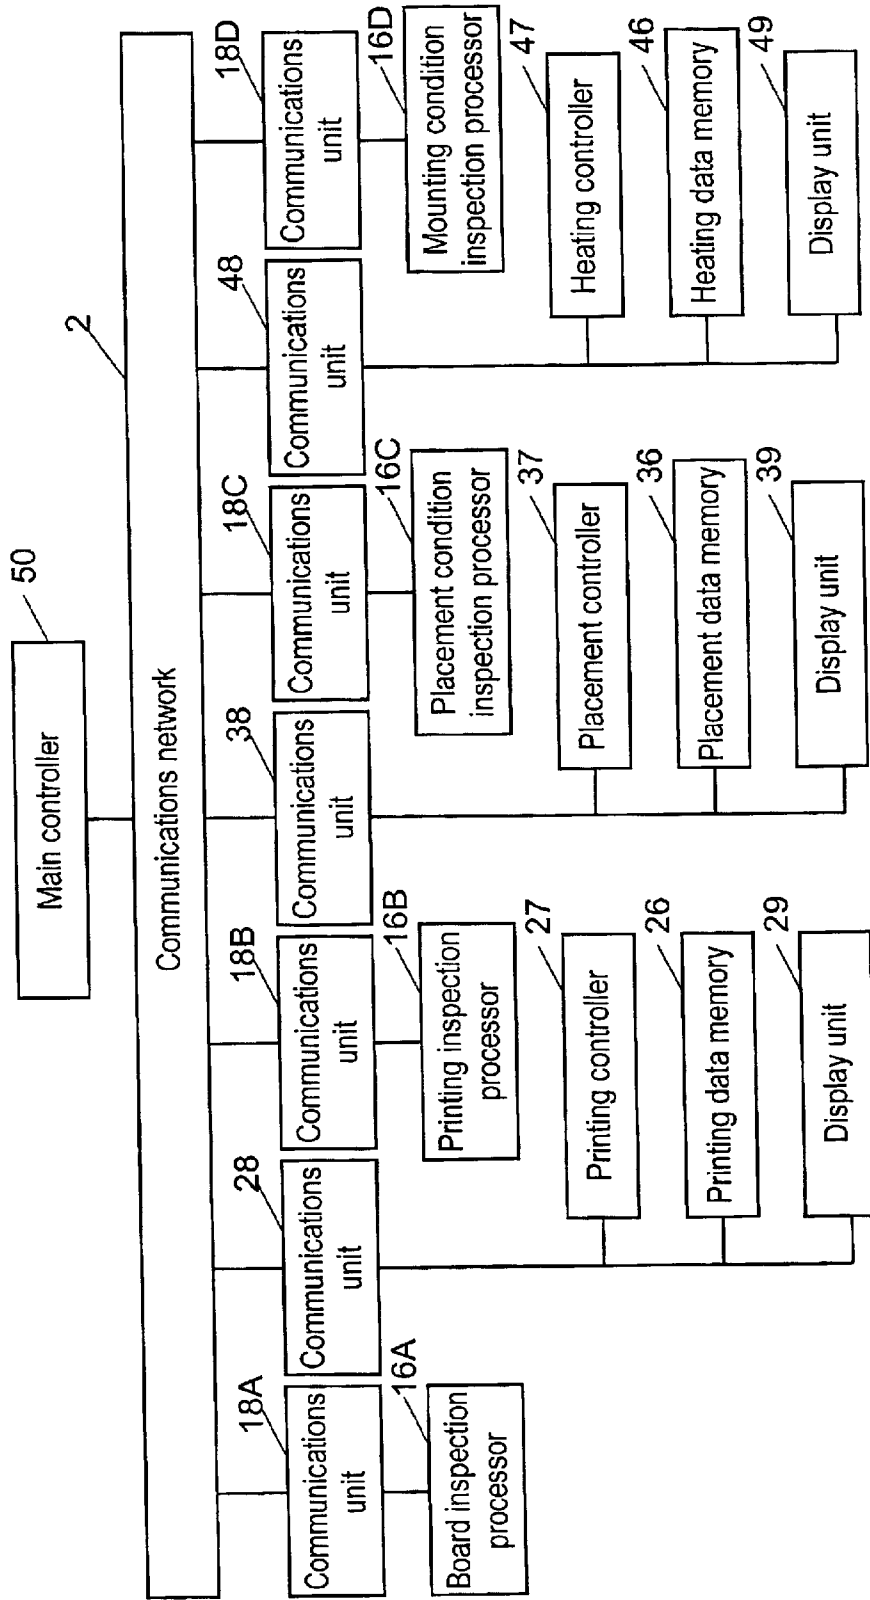 50
Main controller
2
Communications network
18A
Communications
unit
28
Communications
unit
18B
Communications
unit
38
Communications
unit
18C
Communications
unit
48
Communications
unit
18D
Communications
unit
16A
Board inspection
processor
16B
Printing inspection
processor
16C
Placement condition
inspection processor
16D
Mounting condition
inspection processor
27
Printing controller
37
Placement controller
47
Heating controller
26
Printing data memory
36
Placement data memory
46
Heating data memory
29
Display unit
39
Display unit
49
Display unit